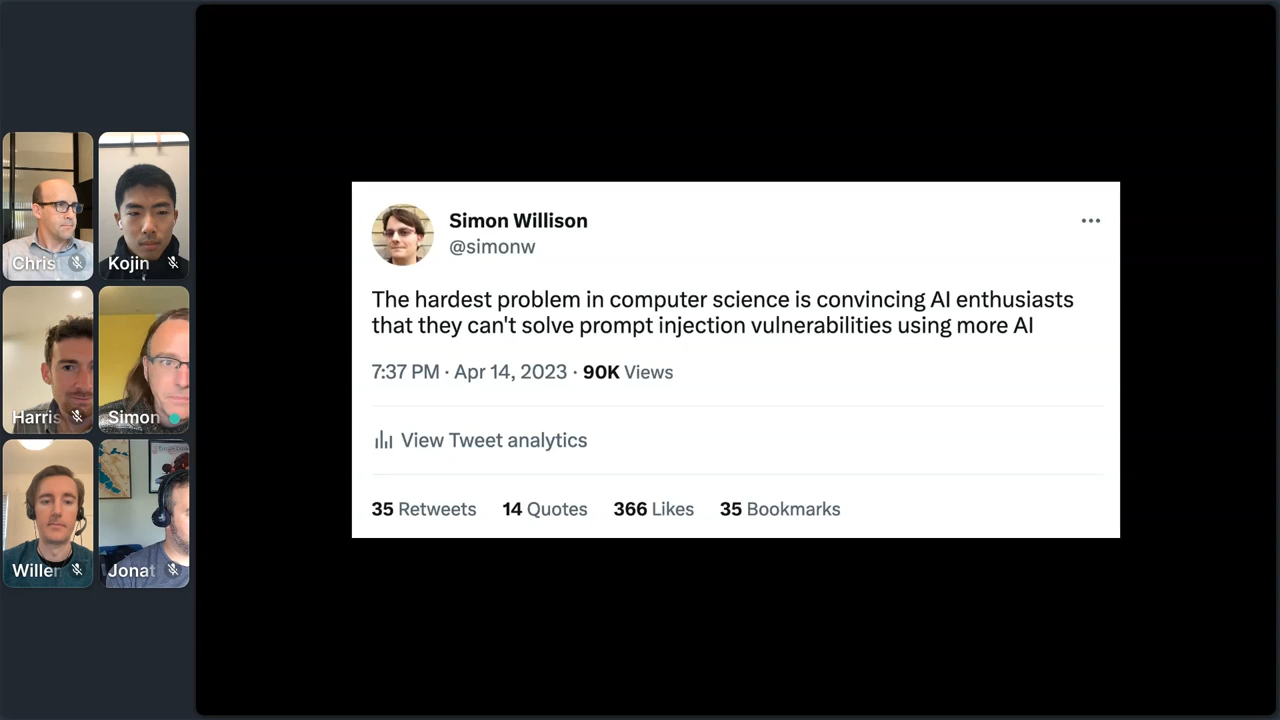 Chris
Kojin
Harris
Simon
Willem
Jonat
Simon Willison
@simonw
The hardest problem in computer science is convincing AI enthusiasts
that they can't solve prompt injection vulnerabilities using more AI
7:37 PM · Apr 14, 2023 · 90K Views
View Tweet analytics
35 Retweets 14 Quotes 366 Likes 35 Bookmarks